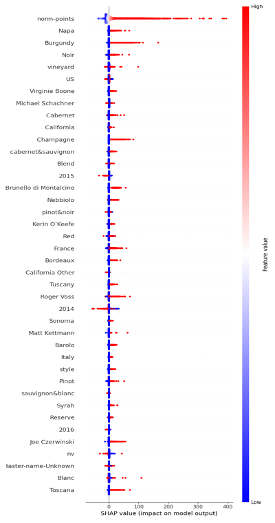 High
norm-points
Napa
Burgundy
Noir
vineyard
US
Virginie Boone
Michael Schachner
Cabernet
California
Champagne
cabernet&sauvignon
Blend
2015
Brunello di Montalcino
Nebbiolo
pinot&noir
Kerin O'Keefe
Red
France
Bordeaux
California Other
Tuscany
Roger Voss
2014
Sonoma
Matt Kettmann
Barolo
Italy
style
Pinot
sauvignon&blanc
Syrah
Reserve
2016
Joe Czerwinski
nv
taster-name-Unknown
Blanc
Toscana
Low
feature value
0
100
200
300
400
SHAP value (impact on model output)